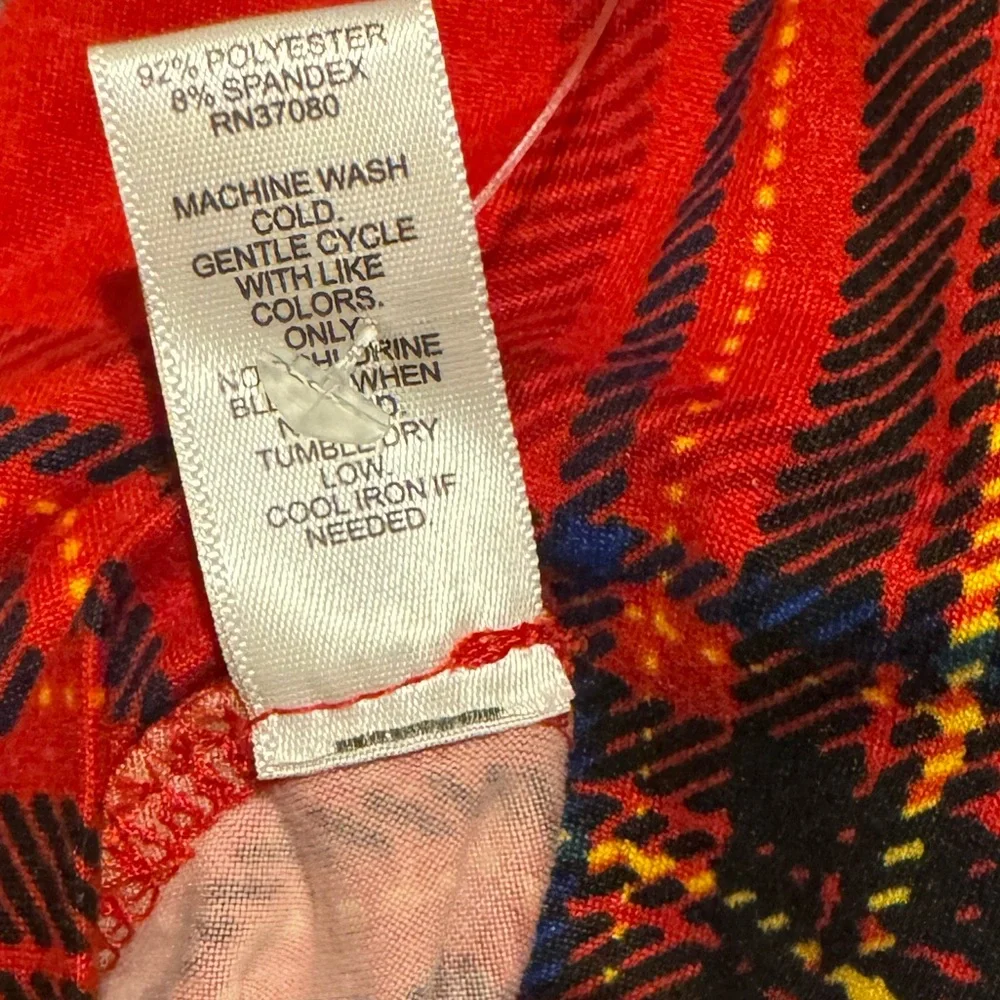 92% POLYESTER
8% SPANDEX
RN37080
MACHINE WASH
COLD.
GENTLE CYCLE
WITH LIKE
COLORS.
ONLY
WHEN
TUMBLE DRY
LOW.
COOL IRON IF
NEEDED.